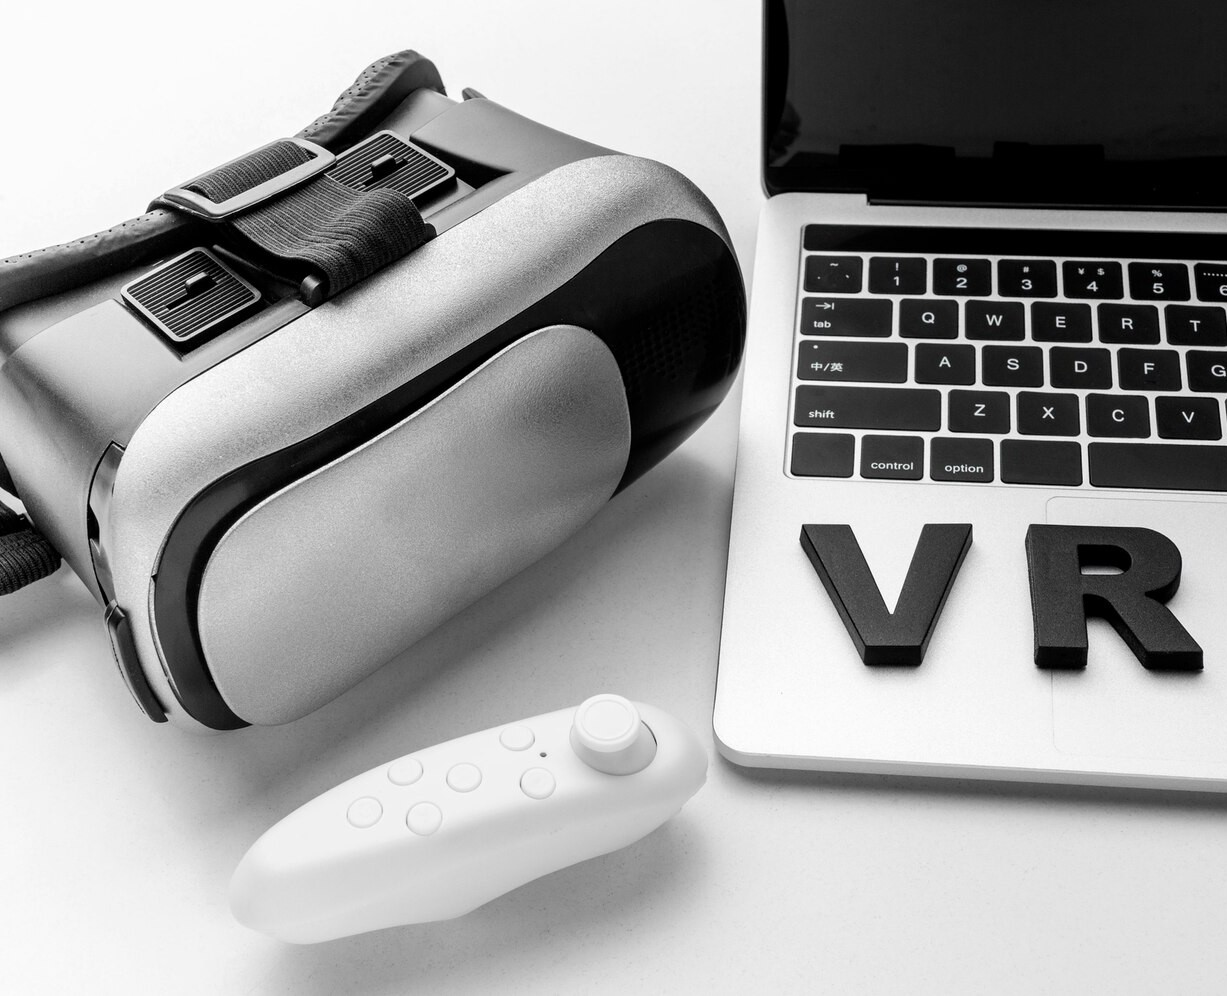 ~ ! 1 @ 2 # 3 ¥ $ 4 % 5 6
tab Q W E R T
中/英 A S D F G
shift Z X C V
control option
VR